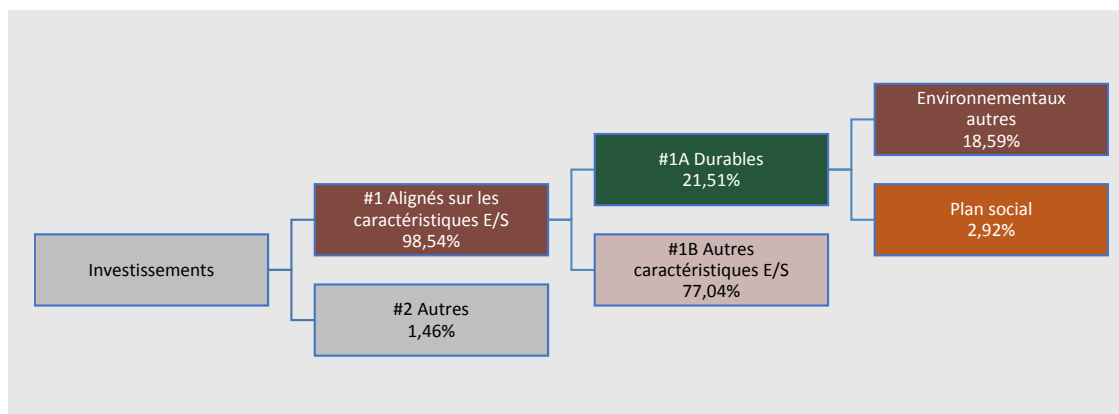 Investissements
#1 Alignés sur les
caractéristiques E/S
98,54%
#2 Autres
1,46%
#1A Durables
21,51%
#1B Autres
caractéristiques E/S
77,04%
Environnementaux
autres
18,59%
Plan social
2,92%